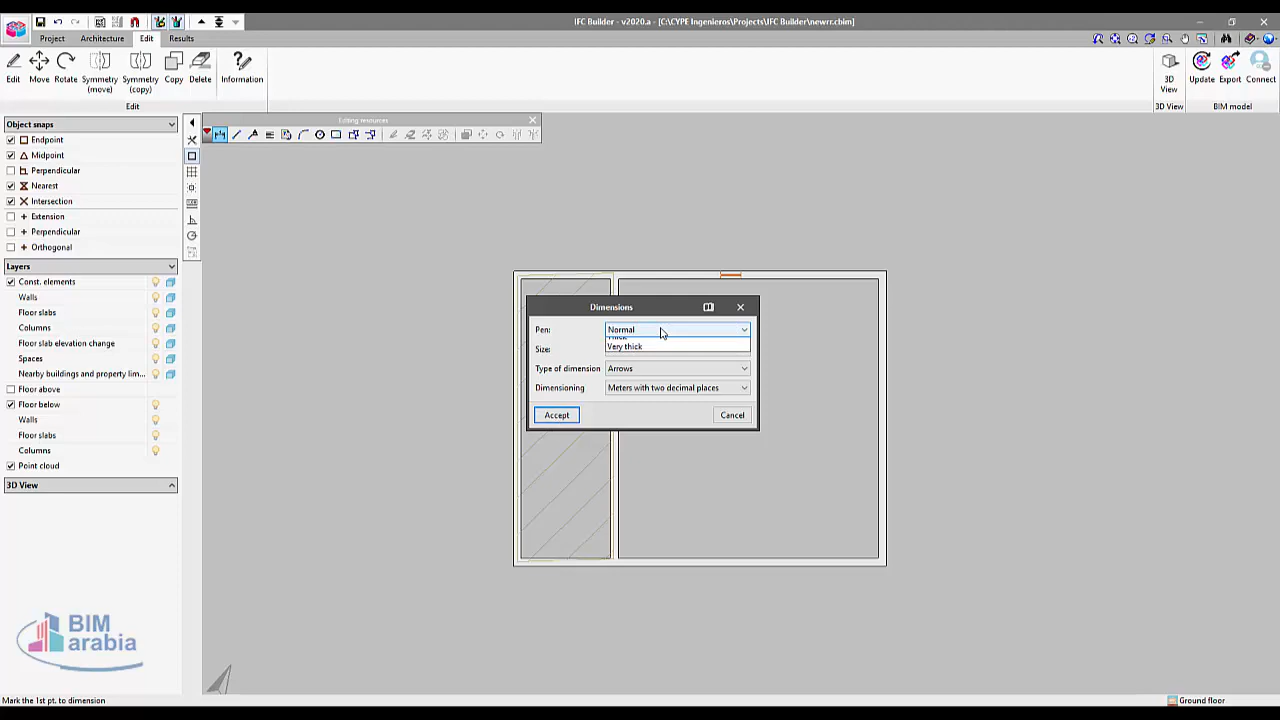 IFC Builder - v2020.a - [C:\CYPE Ingenieros\Projects\IFC Builder\newrr.cbim]
Project Architecture Edit Results
Edit Move Rotate Symmetry (move) Symmetry (copy) Copy Delete Information
3D View Update Export Connect
Edit 3D View BIM model
Object snaps
Endpoint
Midpoint
Perpendicular
Nearest
Intersection
Extension
Perpendicular
Orthogonal
Layers
Const. elements
Walls
Floor slabs
Columns
Floor slab elevation change
Spaces
Nearby buildings and property lim...
Floor above
Floor below
Walls
Floor slabs
Columns
Point cloud
3D View
Editing resources
Dimensions
Pen: Normal
Thick
Very thick
Size:
Type of dimension Arrows
Dimensioning Meters with two decimal places
Accept Cancel
BIM
arabia
Mark the 1st pt. to dimension
Ground floor